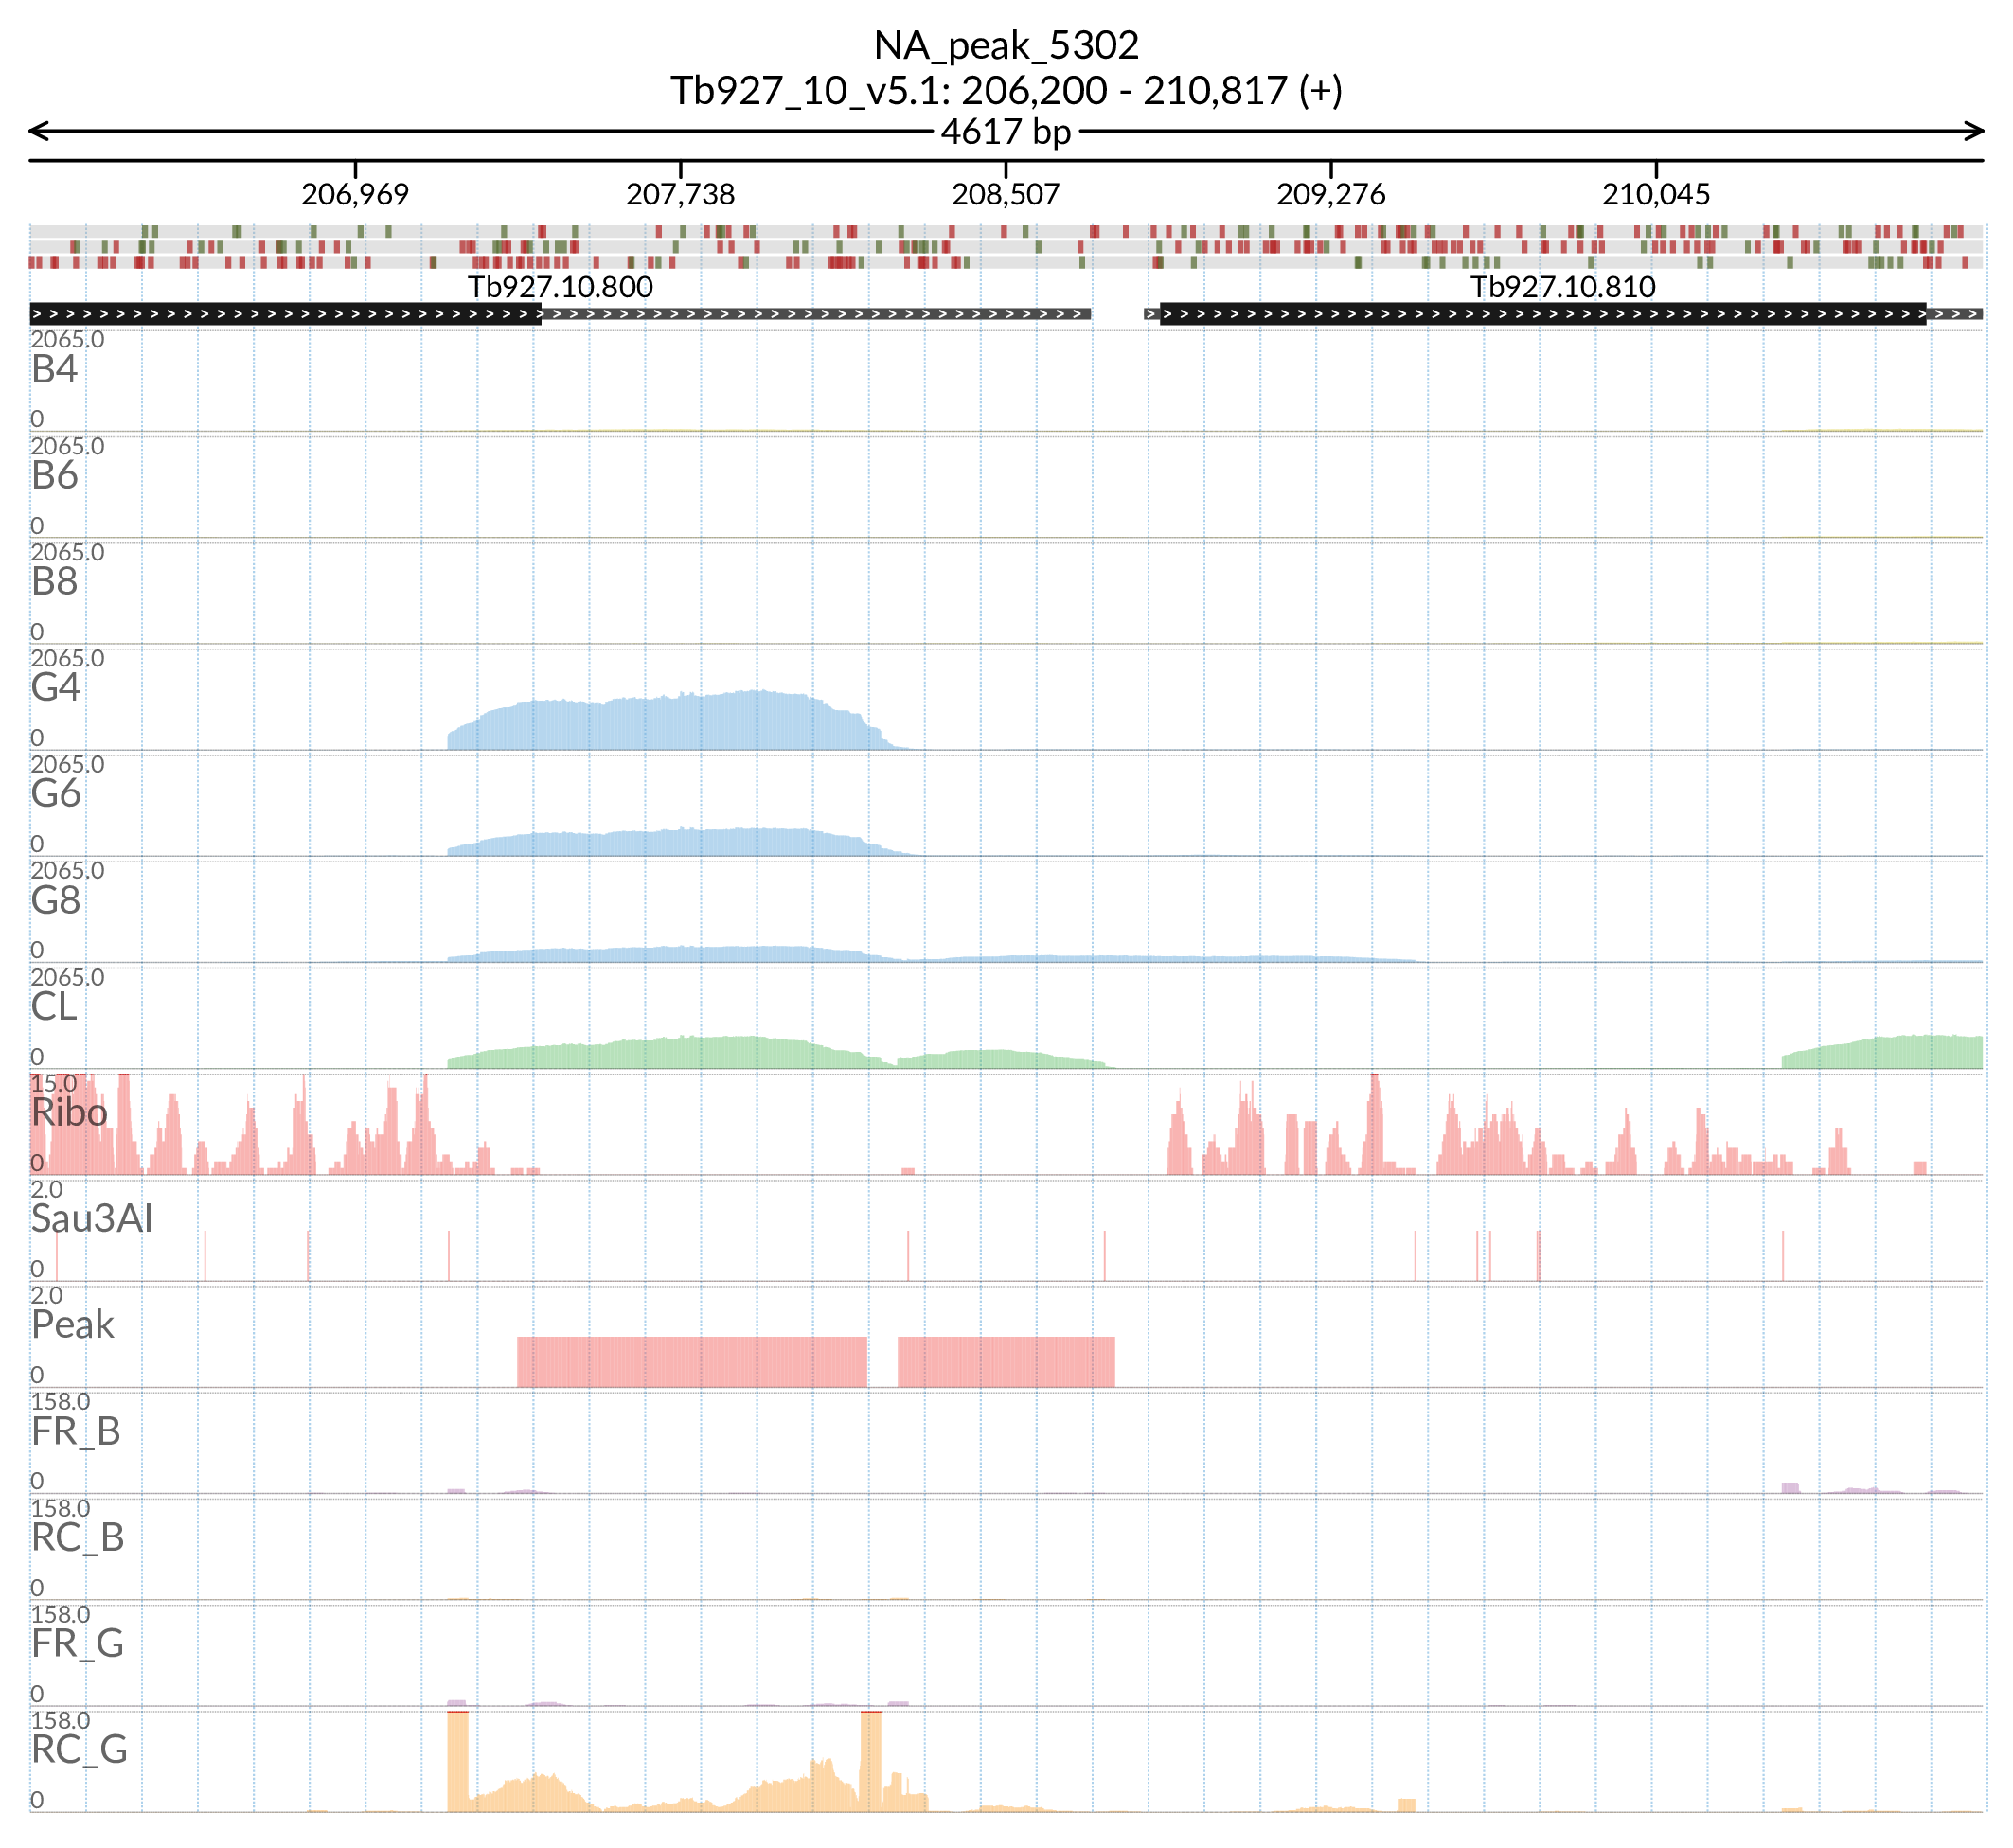 NA_peak_5302
Tb927_10_v5.1: 206,200 - 210,817 (+)
4617 bp
206,969 207,738 208,507 209,276 210,045
Tb927.10.800 Tb927.10.810
2065.0
B4
0
2065.0
B6
0
2065.0
B8
0
2065.0
G4
0
2065.0
G6
0
2065.0
G8
0
2065.0
CL
0
15.0
Ribo
0
2.0
Sau3AI
0
2.0
Peak
0
158.0
FR_B
0
158.0
RC_B
0
158.0
FR_G
0
158.0
RC_G
0